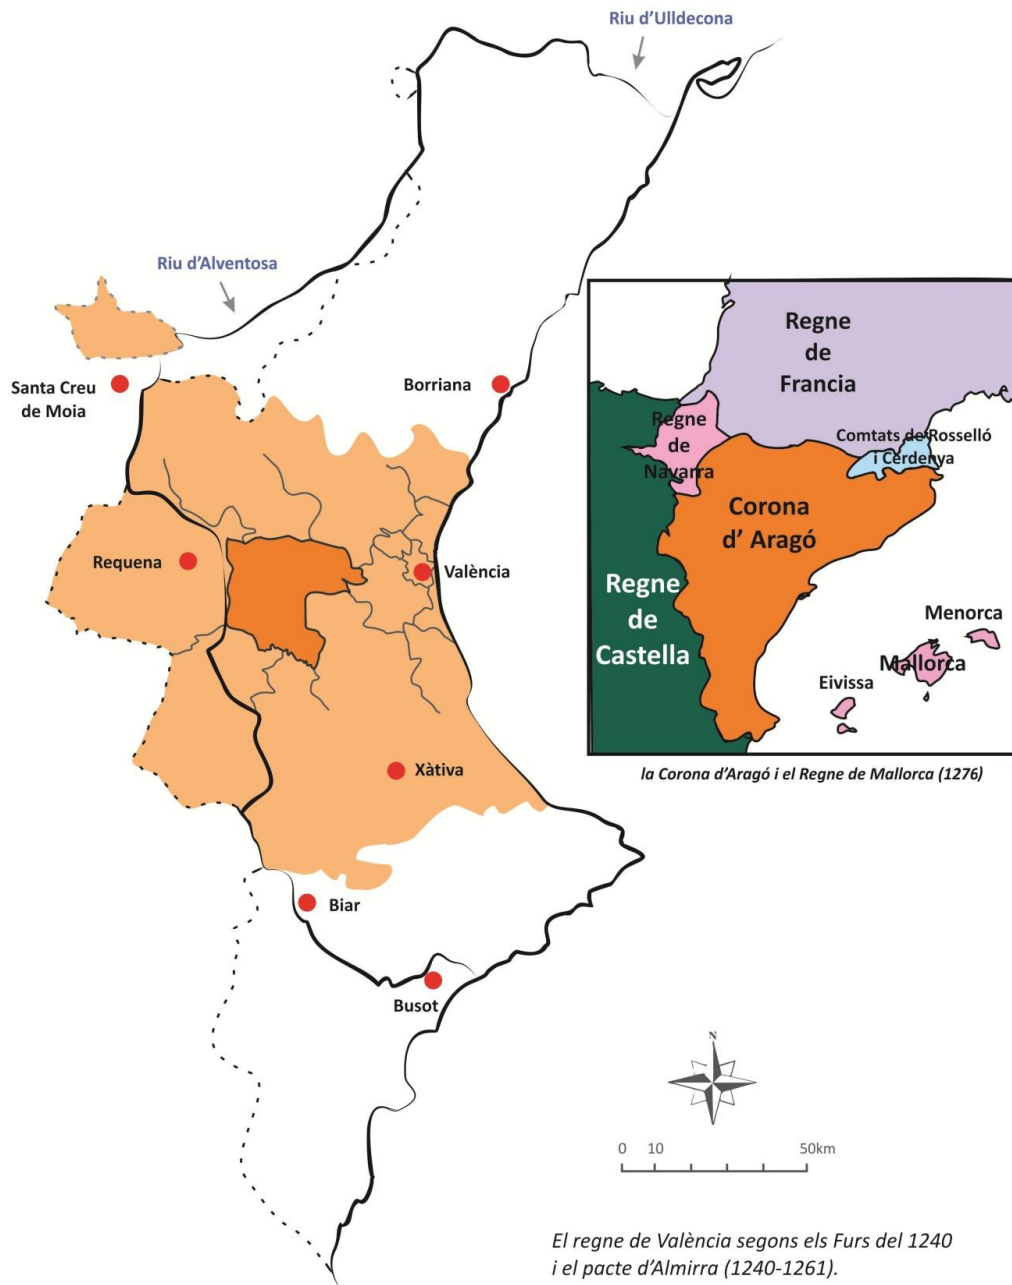 Riu d'Ulldecona
Riu d'Alventosa
Santa Creu
de Moia
Borriana
Requena
València
Xàtiva
Biar
Busot
Regne
de
Francia
Regne
de
Navarra
Comtats de Rosselló
i Cerdenya
Corona
d' Aragó
Regne
de
Castella
Menorca
Mallorca
Eivissa
la Corona d'Aragó i el Regne de Mallorca (1276)
N
0 10 50km
El regne de València segons els Furs del 1240
i el pacte d'Almirra (1240-1261).